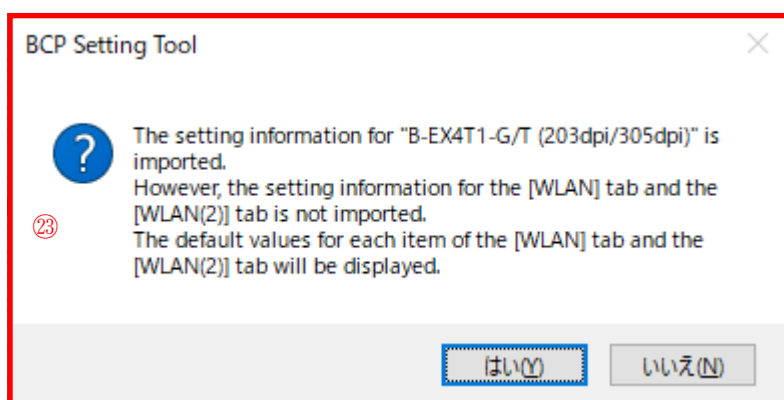 BCP Setting Tool
The setting information for "B-EX4T1-G/T (203dpi/305dpi)" is
imported.
However, the setting information for the [WLAN] tab and the
[WLAN(2)] tab is not imported.
㉓
The default values for each item of the [WLAN] tab and the
[WLAN(2)] tab will be displayed.
はい(Y)
いいえ(N)